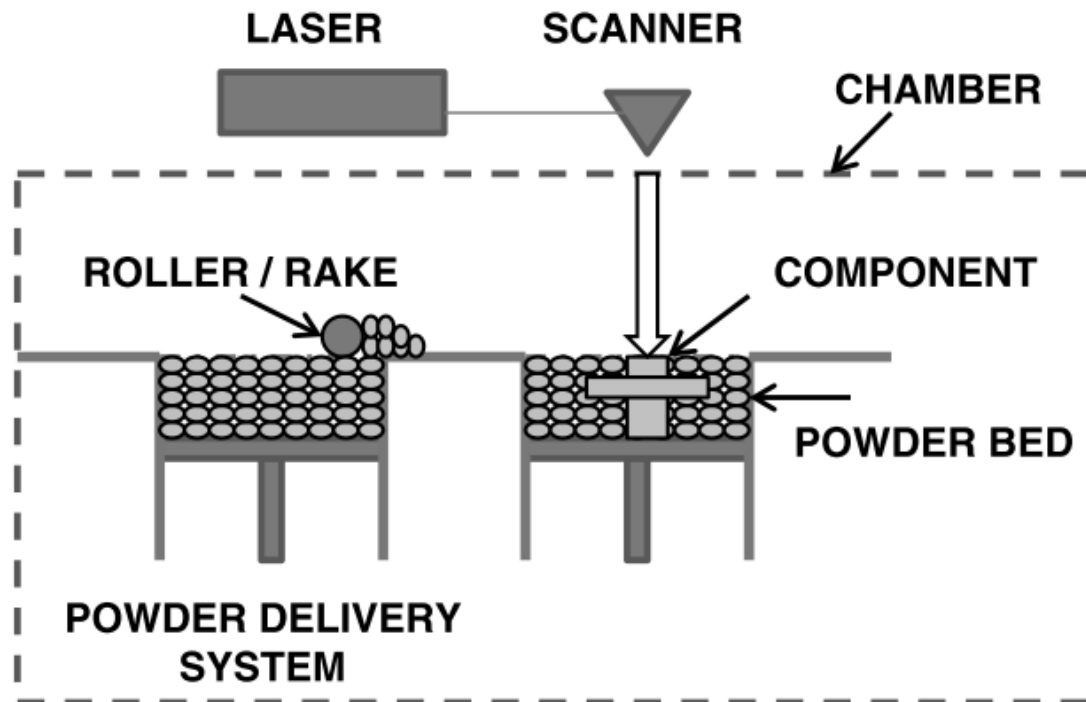 LASER
SCANNER
CHAMBER
ROLLER / RAKE
COMPONENT
POWDER BED
POWDER DELIVERY
SYSTEM